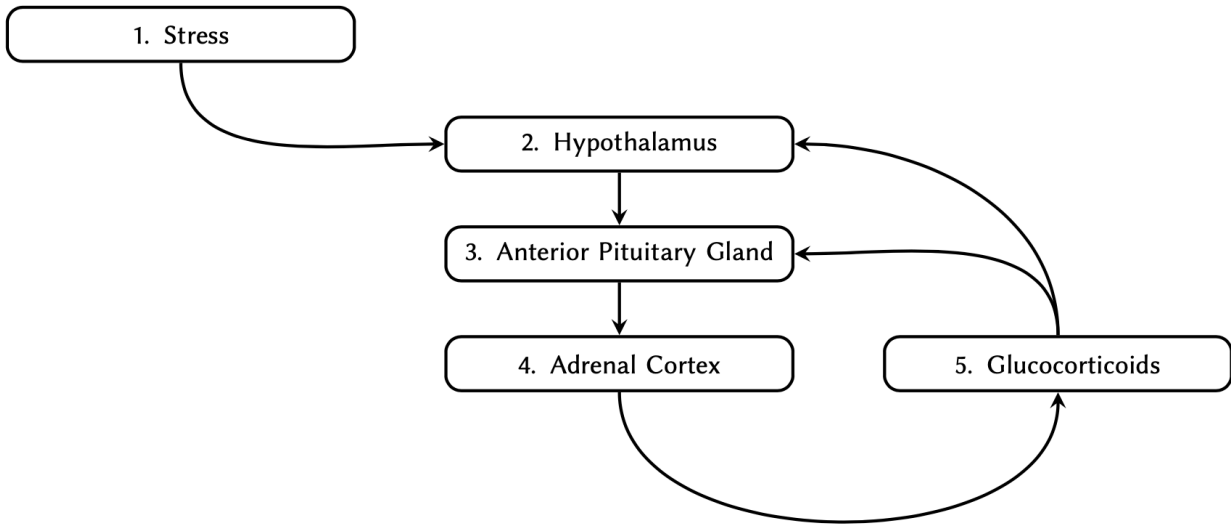 1. Stress
2. Hypothalamus
3. Anterior Pituitary Gland
4. Adrenal Cortex
5. Glucocorticoids